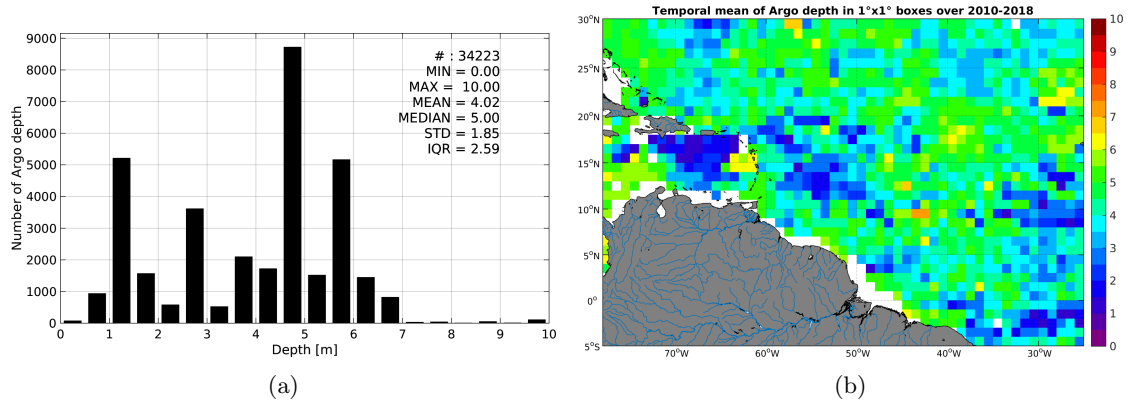 9000
8000
7000
6000
5000
4000
3000
2000
1000
0
Number of Argo depth
# : 34223
MIN = 0.00
MAX = 10.00
MEAN = 4.02
MEDIAN = 5.00
STD = 1.85
IQR = 2.59
0 1 2 3 4 5 6 7 8 9 10
Depth [m]
(a)
Temporal mean of Argo depth in 1°x1° boxes over 2010-2018
30°N
25°N
20°N
15°N
10°N
5°N
0°
5°S
70°W 60°W 50°W 40°W 30°W
10
9
8
7
6
5
4
3
2
1
0
(b)